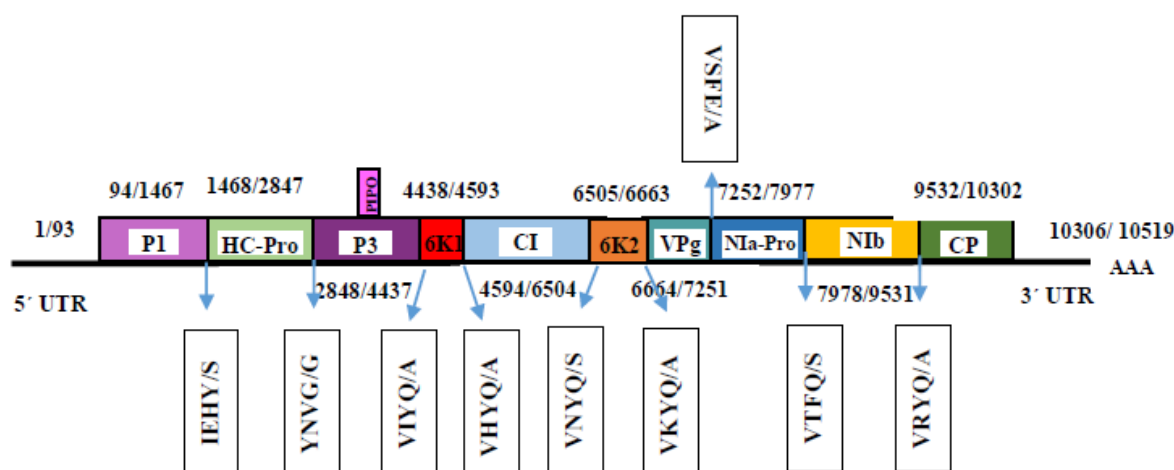 VSFE/A
94/1467
1468/2847
PIPO
4438/4593
6505/6663
7252/7977
9532/10302
1/93
P1
HC-Pro
P3
6K1
CI
6K2
VPg
NIa-Pro
NIb
CP
10306/ 10519
AAA
5´ UTR
2848/4437
4594/6504
6664/7251
7978/9531
3´ UTR
IEHY/S
YNVG/G
VIYQ/A
VHYQ/A
VNYQ/S
VKYQ/A
VTFQ/S
VRYQ/A